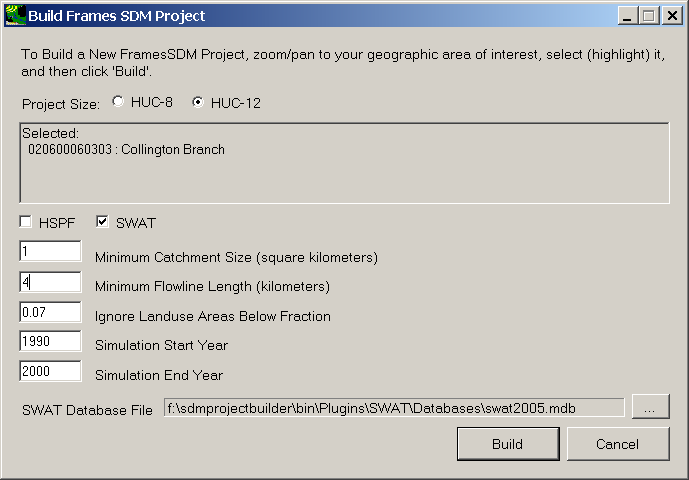 Build Frames SDM Project
To Build a New FramesSDM Project, zoom/pan to your geographic area of interest, select (highlight) it,
and then click 'Build'.
Project Size: HUC-8 HUC-12
Selected:
020600060303 : Collington Branch
HSPF SWAT
1 Minimum Catchment Size (square kilometers)
4 Minimum Flowline Length (kilometers)
0.07 Ignore Landuse Areas Below Fraction
1990 Simulation Start Year
2000 Simulation End Year
SWAT Database File f:\sdmprojectbuilder\bin\Plugins\SWAT\Databases\swat2005.mdb ...
Build Cancel